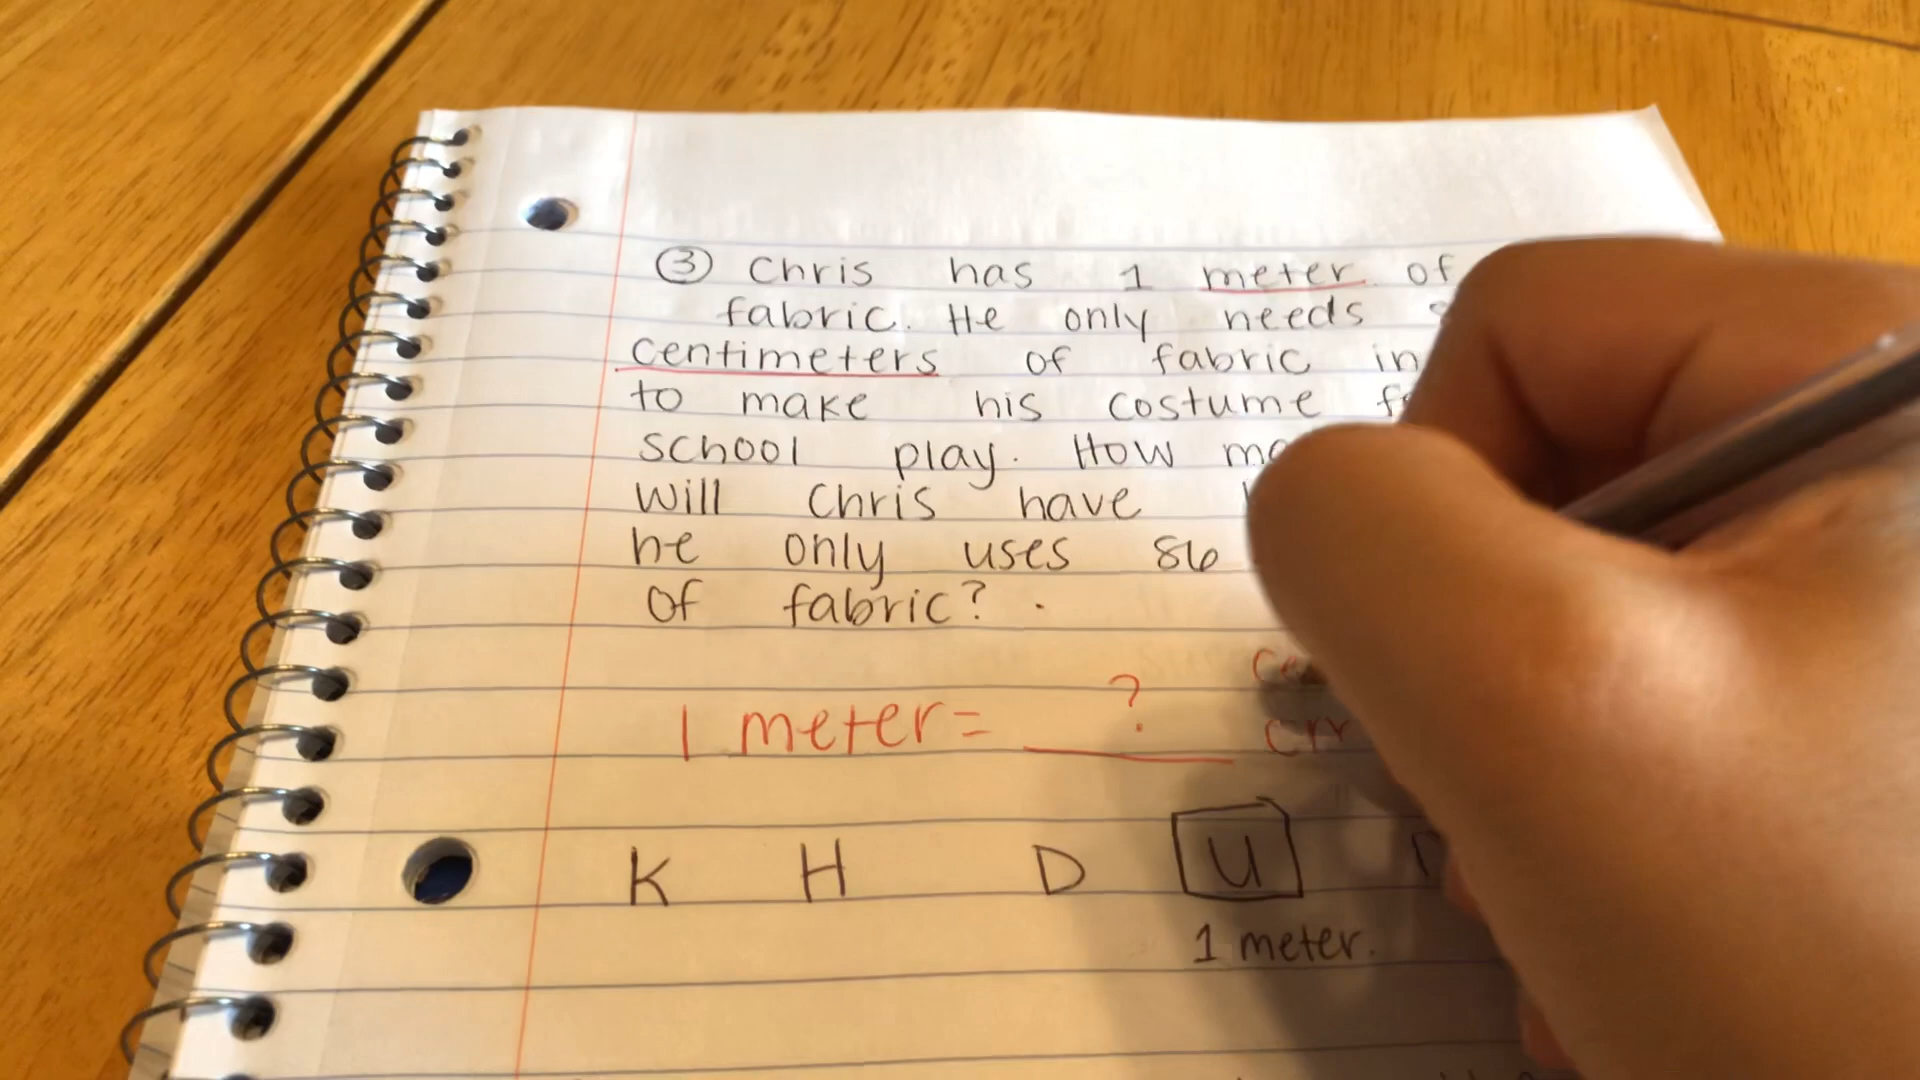 ③ Chris has 1 meter of
fabric. He only needs
centimeters of fabric in
to make his costume
school play. How
will Chris have
he only uses 86
of fabric?
1 meter = ?
K H D U
1 meter.